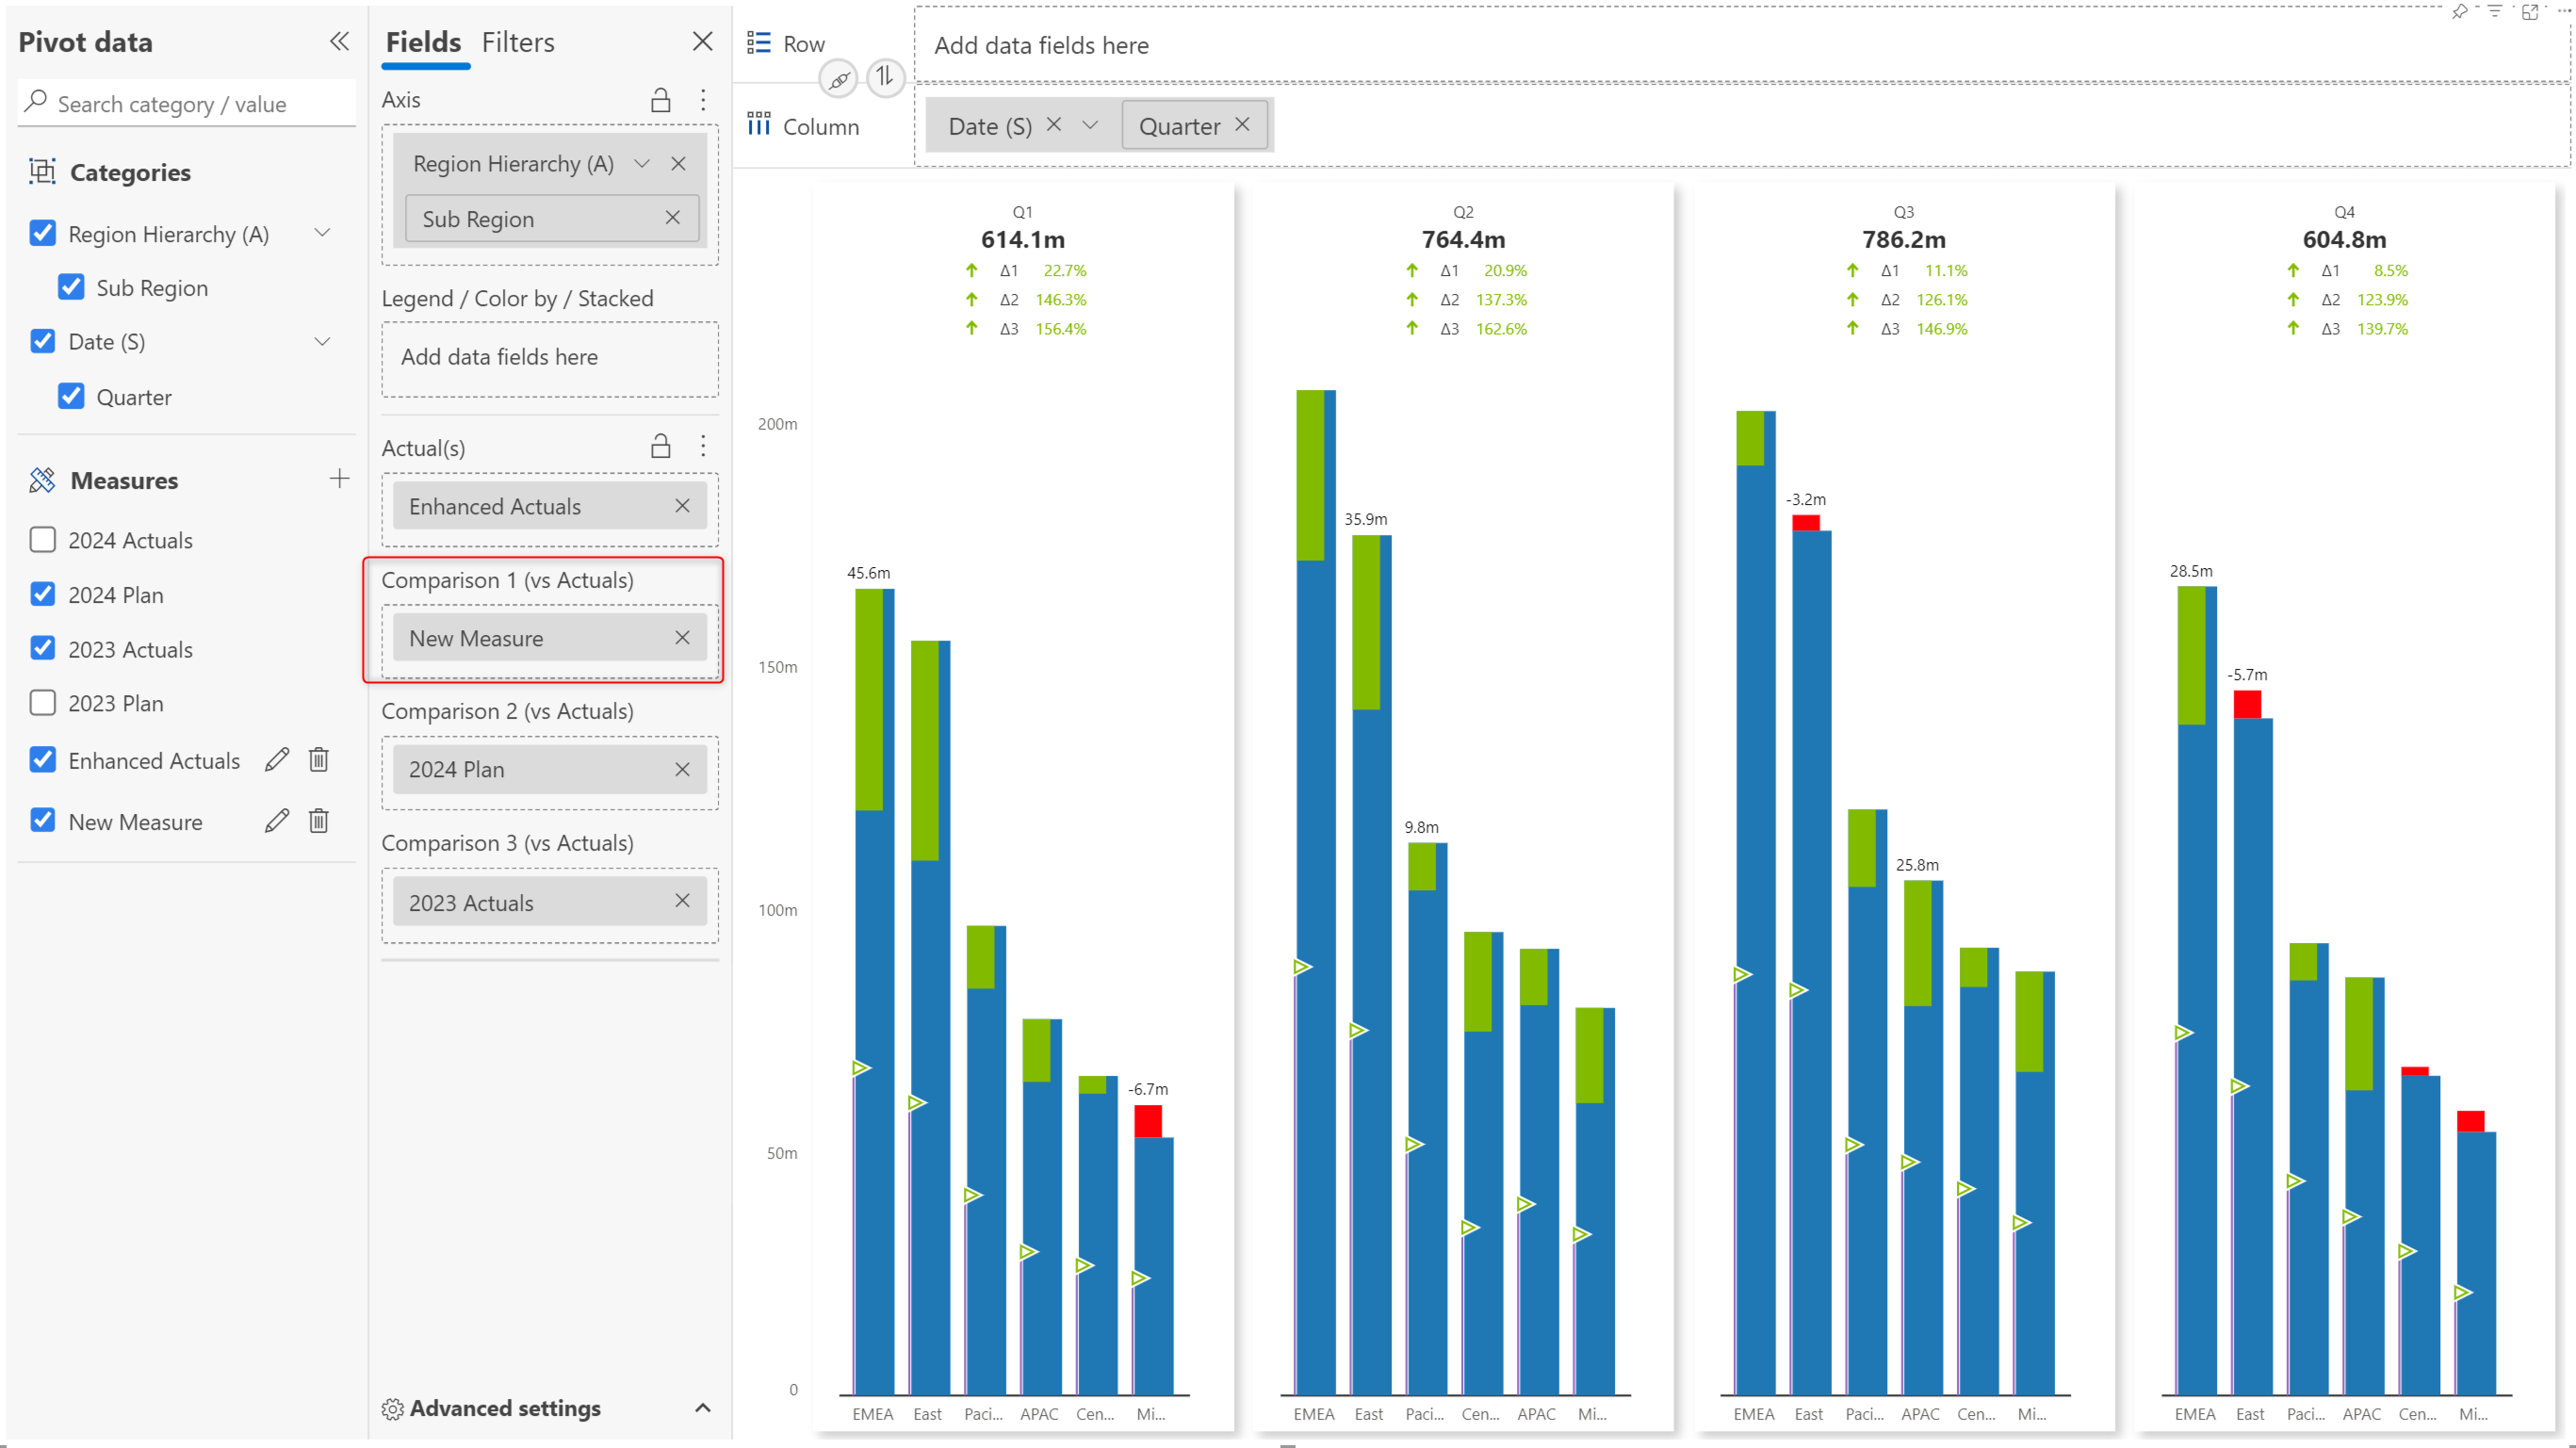 Pivot data
Search category / value
Categories
Region Hierarchy (A)
Sub Region
Date (S)
Quarter
Measures
2024 Actuals
2024 Plan
2023 Actuals
2023 Plan
Enhanced Actuals
New Measure
Fields Filters
Axis
Region Hierarchy (A)
Sub Region
Legend / Color by / Stacked
Add data fields here
Actual(s)
Enhanced Actuals
Comparison 1 (vs Actuals)
New Measure
Comparison 2 (vs Actuals)
2024 Plan
Comparison 3 (vs Actuals)
2023 Actuals
Advanced settings
Row
Add data fields here
Column
Date (S) Quarter
200m
150m
100m
50m
0
Q1
614.1m
Δ1 22.7%
Δ2 146.3%
Δ3 156.4%
45.6m
-6.7m
EMEA East Paci... APAC Cen... Mi...
Q2
764.4m
Δ1 20.9%
Δ2 137.3%
Δ3 162.6%
35.9m
9.8m
EMEA East Paci... Cen... APAC Mi...
Q3
786.2m
Δ1 11.1%
Δ2 126.1%
Δ3 146.9%
-3.2m
25.8m
EMEA East Paci... APAC Cen... Mi...
Q4
604.8m
Δ1 8.5%
Δ2 123.9%
Δ3 139.7%
28.5m
-5.7m
EMEA East Paci... APAC Cen... Mi...